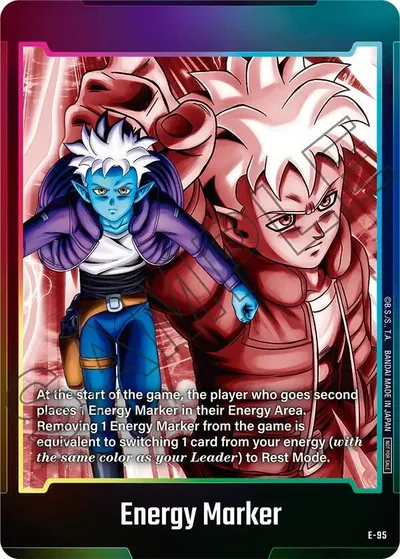 At the start of the game, the player who goes second
places 1 Energy Marker in their Energy Area.
Removing 1 Energy Marker from the game is
equivalent to switching 1 card from your energy (with
the same color as your Leader) to Rest Mode.
©B.S./S., T.A. BANDAI MADE IN JAPAN
NOT FOR SALE
Energy Marker
E-95